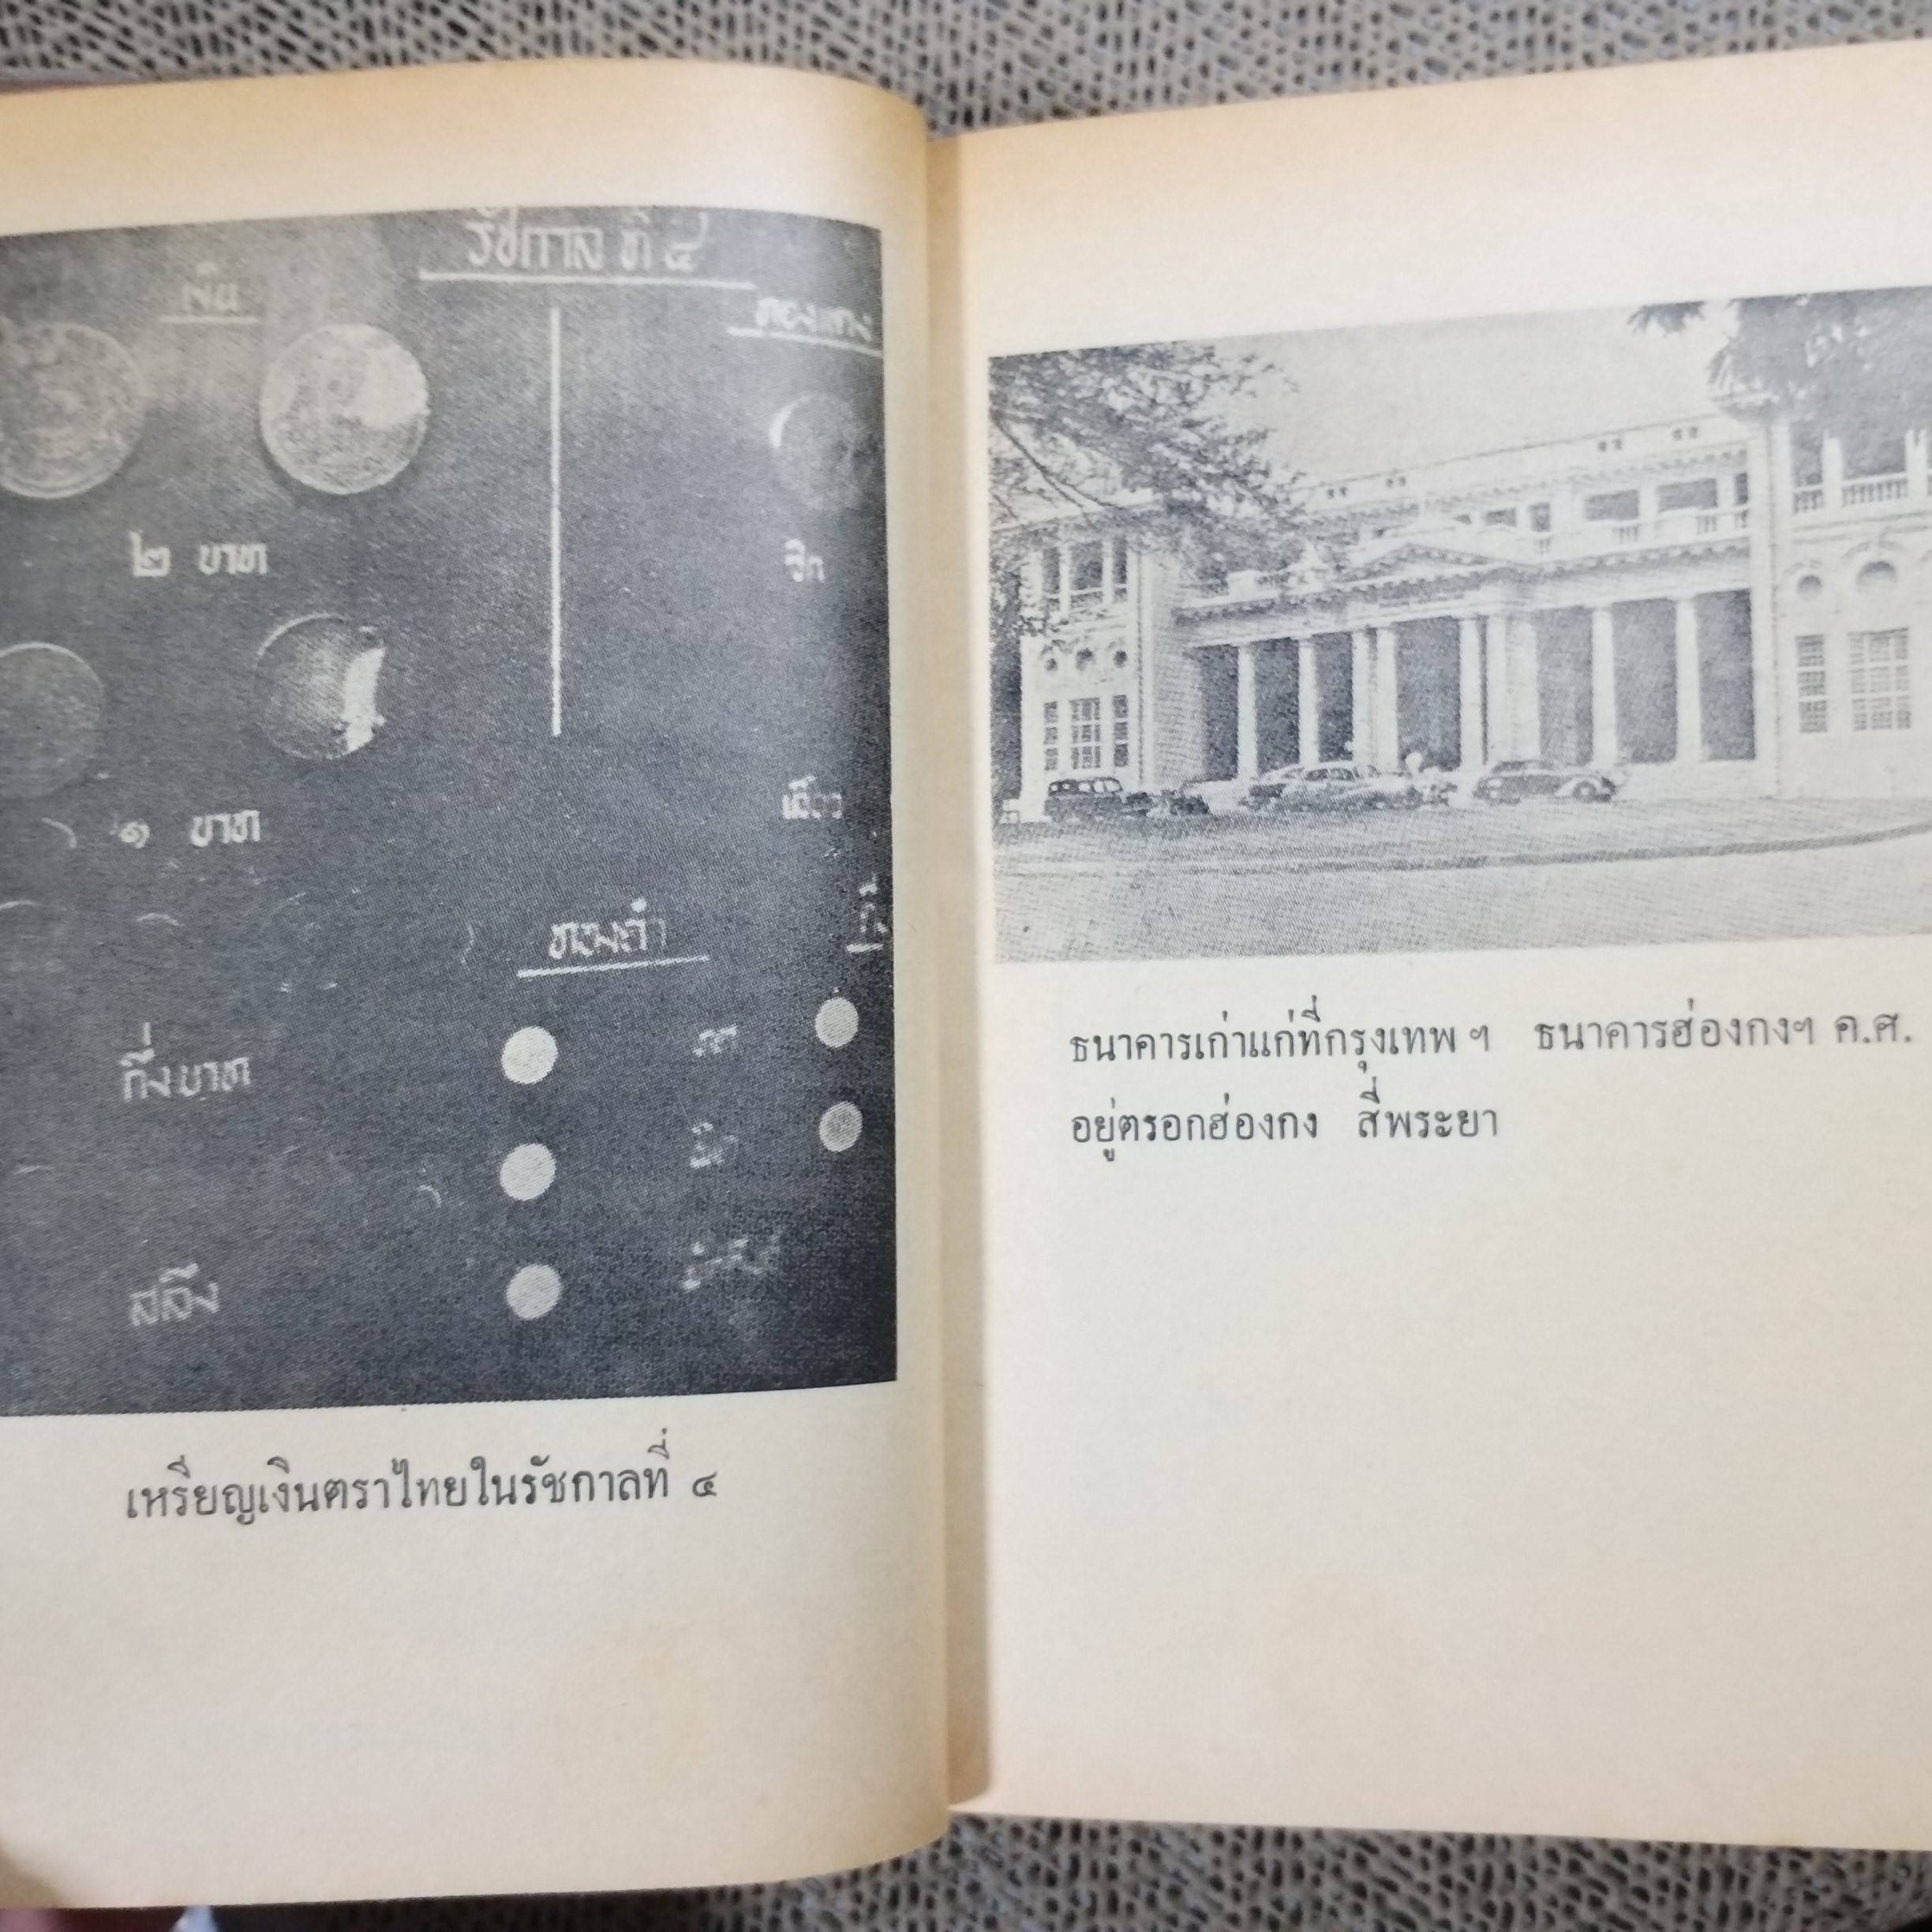 รัชกาลที่ ๔
เงิน
ทองแดง
๒ บาท
ซีก
๑ บาท
เสี้ยว
ทองคำ
กึ่งบาท
สลึง
เหรียญเงินตราไทยในรัชกาลที่ ๔
ธนาคารเก่าแก่ที่กรุงเทพ ฯ ธนาคารฮ่องกงฯ ค.ศ.
อยู่ตรอกฮ่องกง สี่พระยา